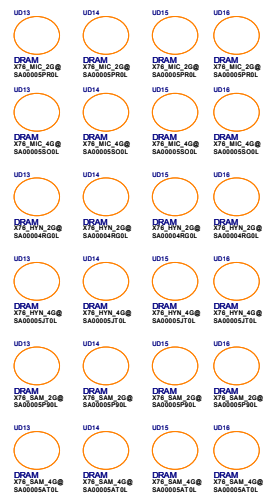 UD13 UD14 UD15 UD16
DRAM DRAM DRAM DRAM
X76_MIC_2G@ X76_MIC_2G@ X76_MIC_2G@ X76_MIC_2G@
SA00005PR0L SA00005PR0L SA00005PR0L SA00005PR0L
UD13 UD14 UD15 UD16
DRAM DRAM DRAM DRAM
X76_MIC_4G@ X76_MIC_4G@ X76_MIC_4G@ X76_MIC_4G@
SA00005SO0L SA00005SO0L SA00005SO0L SA00005SO0L
UD13 UD14 UD15 UD16
DRAM DRAM DRAM DRAM
X76_HYN_2G@ X76_HYN_2G@ X76_HYN_2G@ X76_HYN_2G@
SA00004RG0L SA00004RG0L SA00004RG0L SA00004RG0L
UD13 UD14 UD15 UD16
DRAM DRAM DRAM DRAM
X76_HYN_4G@ X76_HYN_4G@ X76_HYN_4G@ X76_HYN_4G@
SA00005JT0L SA00005JT0L SA00005JT0L SA00005JT0L
UD13 UD14 UD15 UD16
DRAM DRAM DRAM DRAM
X76_SAM_2G@ X76_SAM_2G@ X76_SAM_2G@ X76_SAM_2G@
SA00005P90L SA00005P90L SA00005P90L SA00005P90L
UD13 UD14 UD15 UD16
DRAM DRAM DRAM DRAM
X76_SAM_4G@ X76_SAM_4G@ X76_SAM_4G@ X76_SAM_4G@
SA00005AT0L SA00005AT0L SA00005AT0L SA00005AT0L